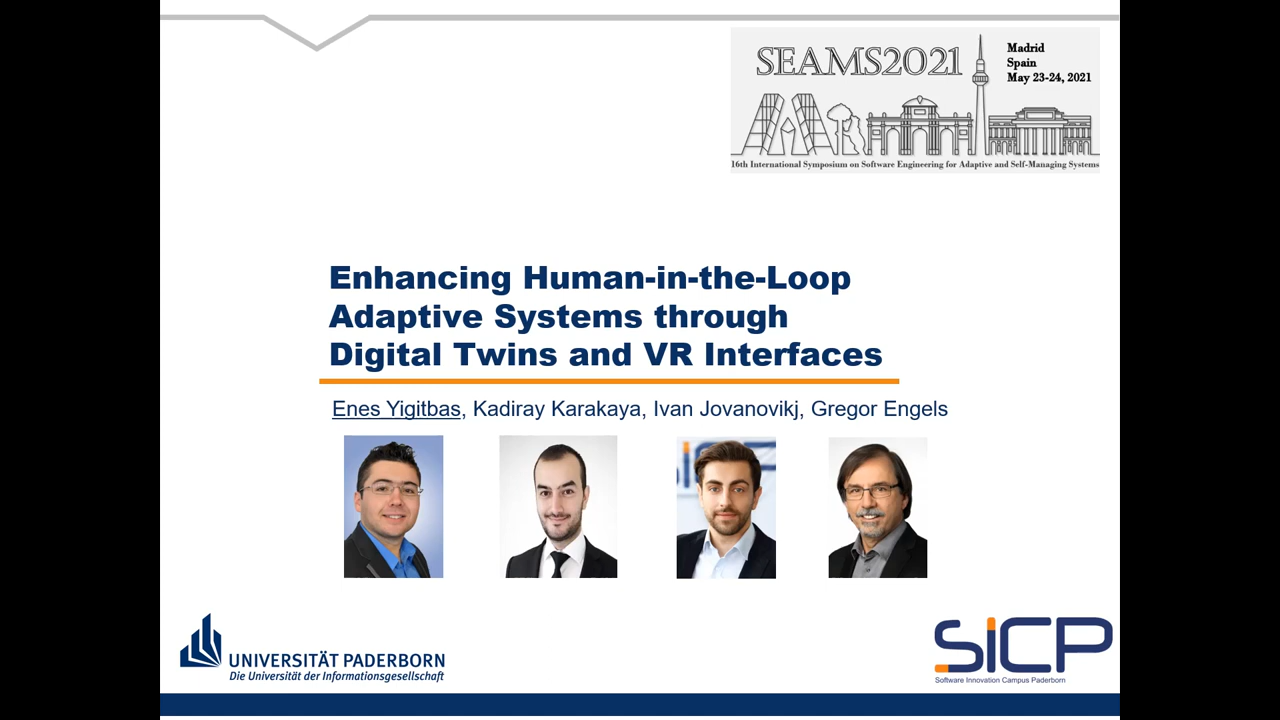 SEAMS2021
Madrid
Spain
May 23-24, 2021
16th International Symposium on Software Engineering for Adaptive and Self-Managing Systems
Enhancing Human-in-the-Loop
Adaptive Systems through
Digital Twins and VR Interfaces
Enes Yigitbas, Kadiray Karakaya, Ivan Jovanovikj, Gregor Engels
UNIVERSITÄT PADERBORN
Die Universität der Informationsgesellschaft
SICP
Software Innovation Campus Paderborn